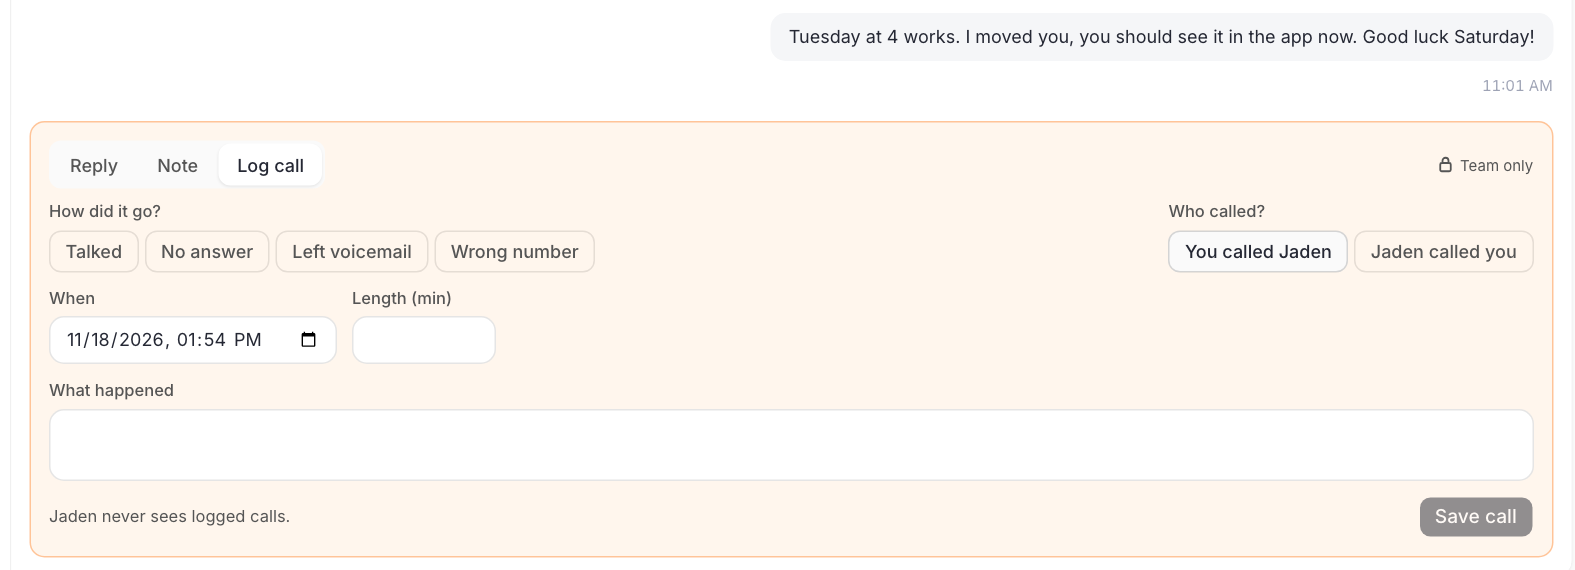 Tuesday at 4 works. I moved you, you should see it in the app now. Good luck Saturday!
11:01 AM
Reply Note Log call Team only
How did it go? Who called?
Talked No answer Left voicemail Wrong number You called Jaden Jaden called you
When Length (min)
11/18/2026, 01:54 PM
What happened
Jaden never sees logged calls. Save call